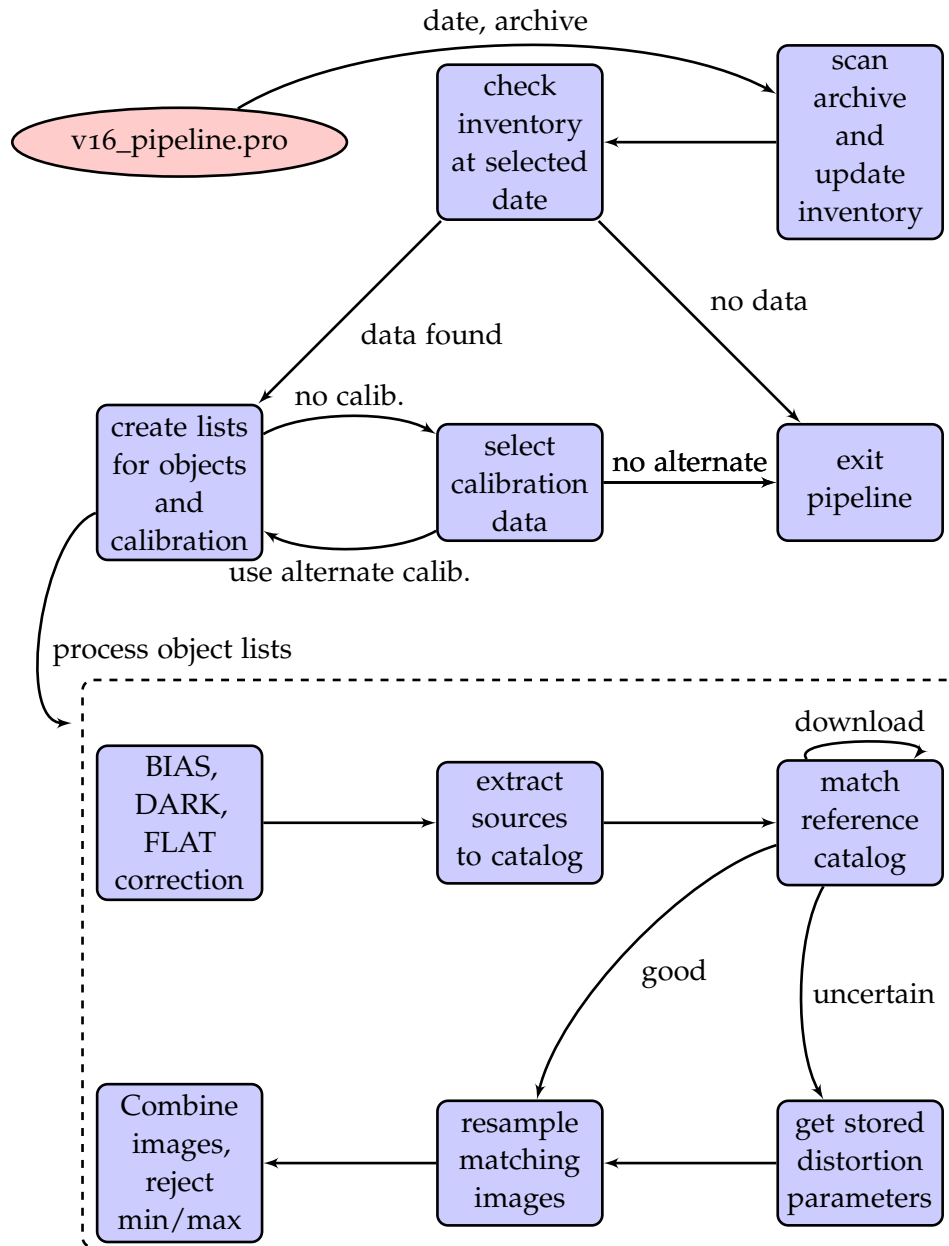 date, archive
v16_pipeline.pro
check
inventory
at selected
date
scan
archive
and
update
inventory
no data
data found
no calib.
create lists
for objects
and
calibration
select
calibration
data
no alternate
exit
pipeline
use alternate calib.
process object lists
download
BIAS,
DARK,
FLAT
correction
extract
sources
to catalog
match
reference
catalog
good
uncertain
Combine
images,
reject
min/max
resample
matching
images
get stored
distortion
parameters